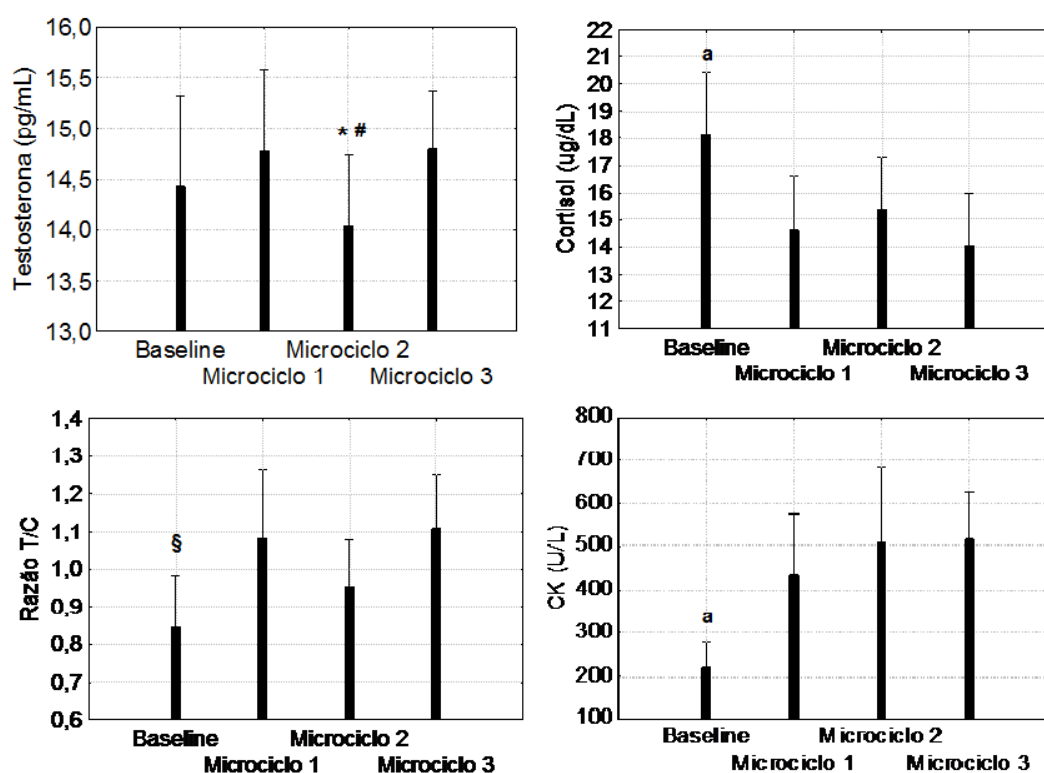 Testosterona (pg/mL)
16,0
15,5
15,0
14,5
14,0
13,5
13,0
* #
Baseline
Microciclo 2
Microciclo 1
Microciclo 3
Cortisol (ug/dL)
22
21
20
19
18
17
16
15
14
13
12
11
a
Baseline
Microciclo 2
Microciclo 1
Microciclo 3
Razão T/C
1,4
1,3
1,2
1,1
1,0
0,9
0,8
0,7
0,6
§
Baseline
Microciclo 2
Microciclo 1
Microciclo 3
CK (U/L)
800
700
600
500
400
300
200
100
a
Baseline
Microciclo 2
Microciclo 1
Microciclo 3